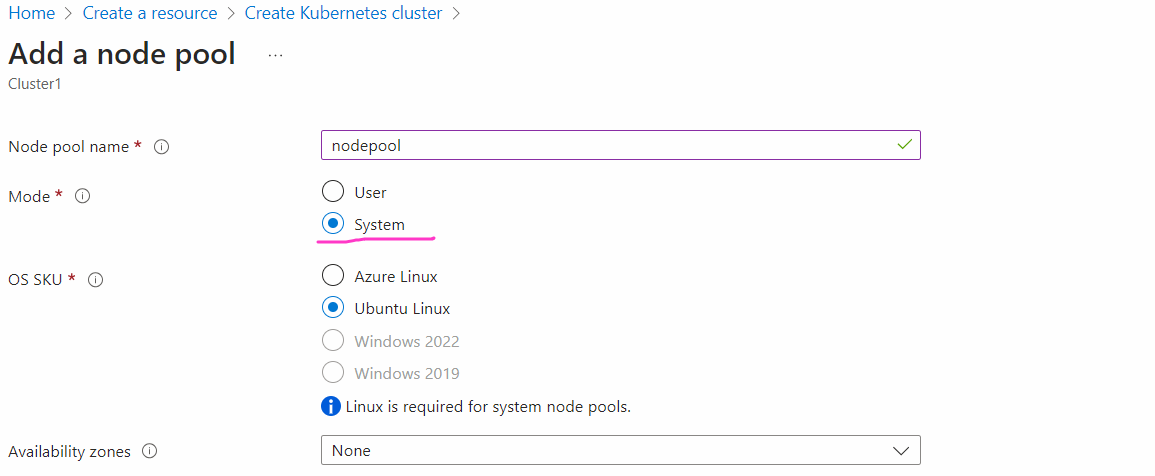 Home > Create a resource > Create Kubernetes cluster >
Add a node pool ...
Cluster1
Node pool name * nodepool
Mode * User
System
OS SKU * Azure Linux
Ubuntu Linux
Windows 2022
Windows 2019
Linux is required for system node pools.
Availability zones None